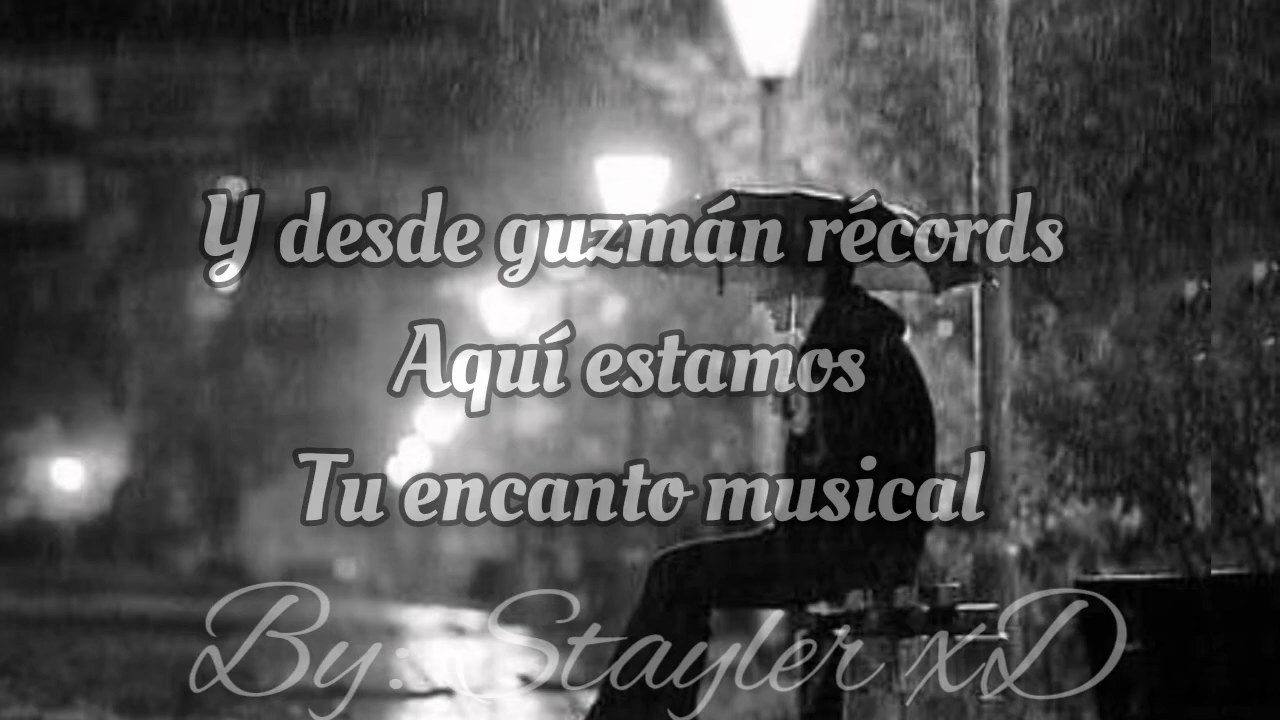 Y desde guzmán récords
Aquí estamos
Tu encanto musical
By: Stayler xD